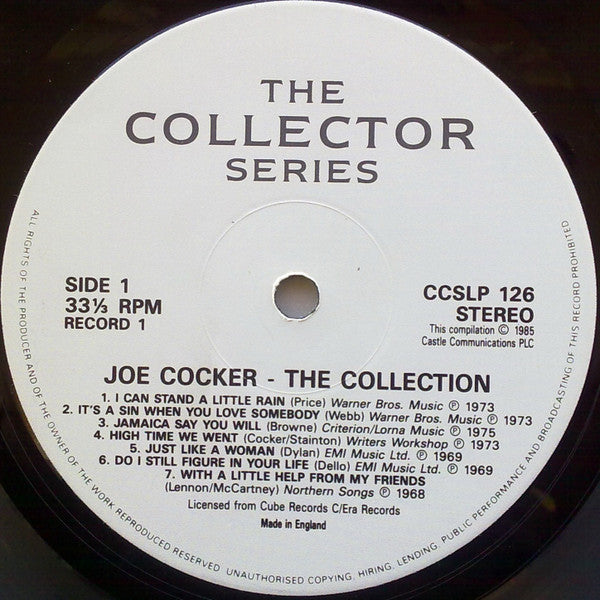 THE
COLLECTOR
SERIES
SIDE 1
33⅓ RPM
RECORD 1
CCSLP 126
STEREO
This compilation © 1985
Castle Communications PLC
JOE COCKER - THE COLLECTION
1. I CAN STAND A LITTLE RAIN (Price) Warner Bros. Music ℗ 1973
2. IT'S A SIN WHEN YOU LOVE SOMEBODY (Webb) Warner Bros. Music ℗ 1973
3. JAMAICA SAY YOU WILL (Browne) Criterion/Lorna Music ℗ 1975
4. HIGH TIME WE WENT (Cocker/Stainton) Writers Workshop ℗ 1973
5. JUST LIKE A WOMAN (Dylan) EMI Music Ltd. ℗ 1969
6. DO I STILL FIGURE IN YOUR LIFE (Dello) EMI Music Ltd. ℗ 1969
7. WITH A LITTLE HELP FROM MY FRIENDS
(Lennon/McCartney) Northern Songs ℗ 1968
Licensed from Cube Records C/Era Records
Made in England
ALL RIGHTS OF THE PRODUCER AND OF THE OWNER OF THE WORK REPRODUCED RESERVED. UNAUTHORISED COPYING, HIRING, LENDING, PUBLIC PERFORMANCE AND BROADCASTING OF THIS RECORD PROHIBITED